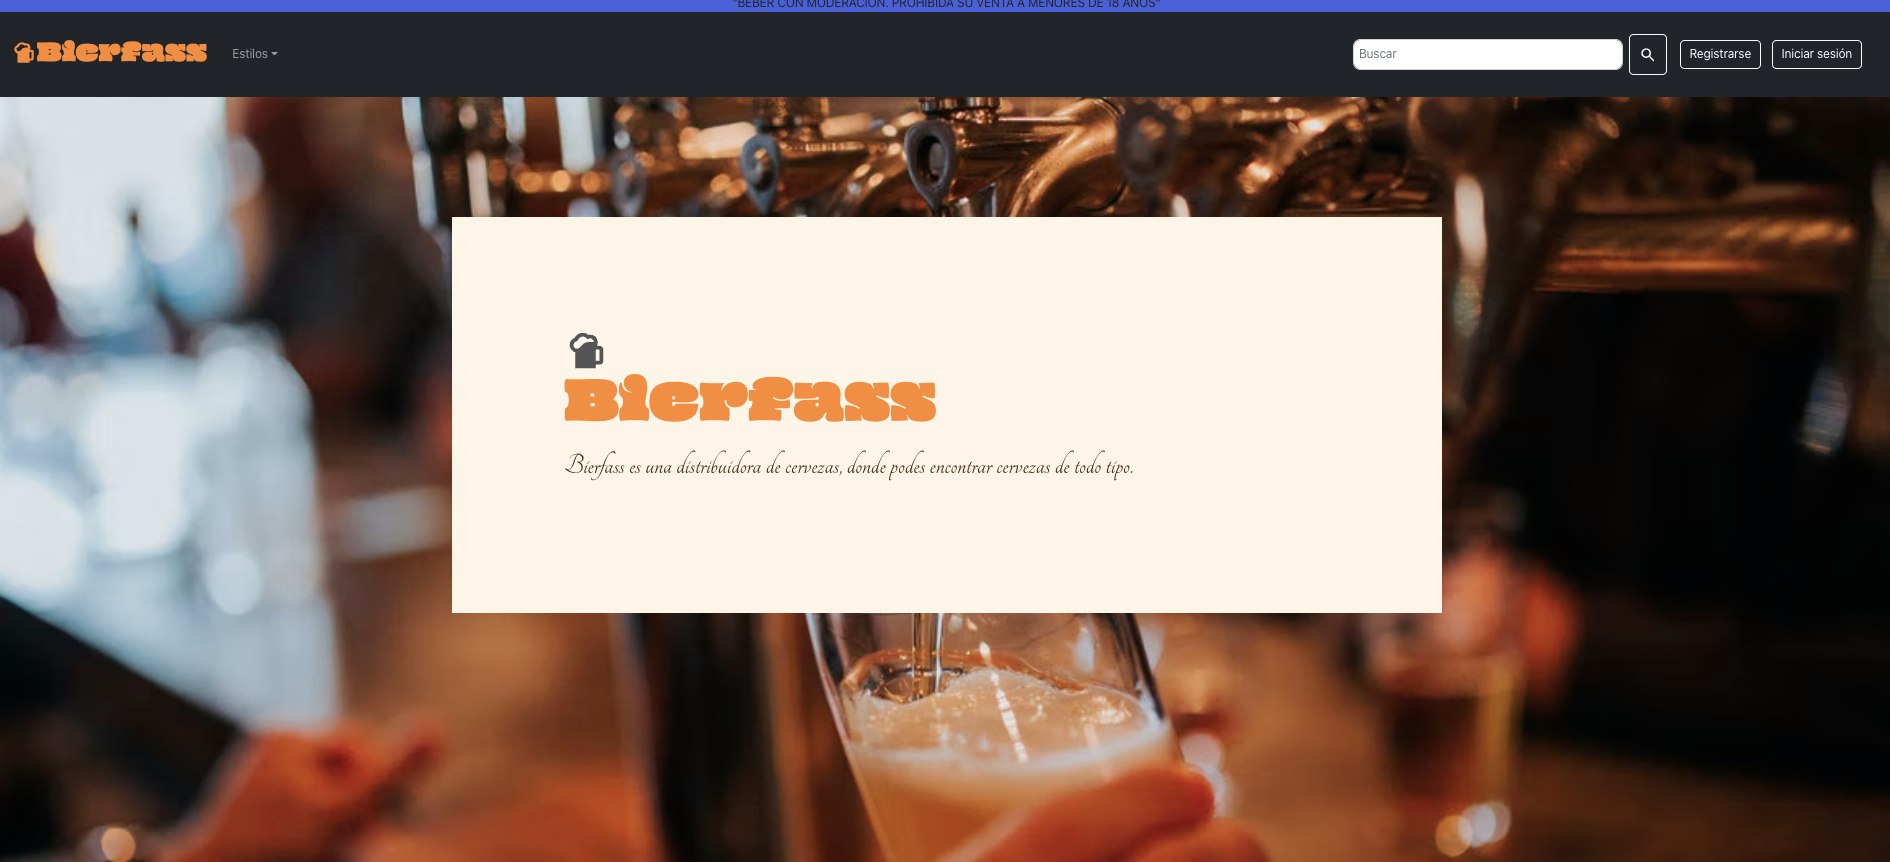 "BEBER CON MODERACIÓN. PROHIBIDA SU VENTA A MENORES DE 18 AÑOS"
Bierfass
Estilos
Buscar
Registrarse
Iniciar sesión
Bierfass
Bierfass es una distribuidora de cervezas, donde podes encontrar cervezas de todo tipo.